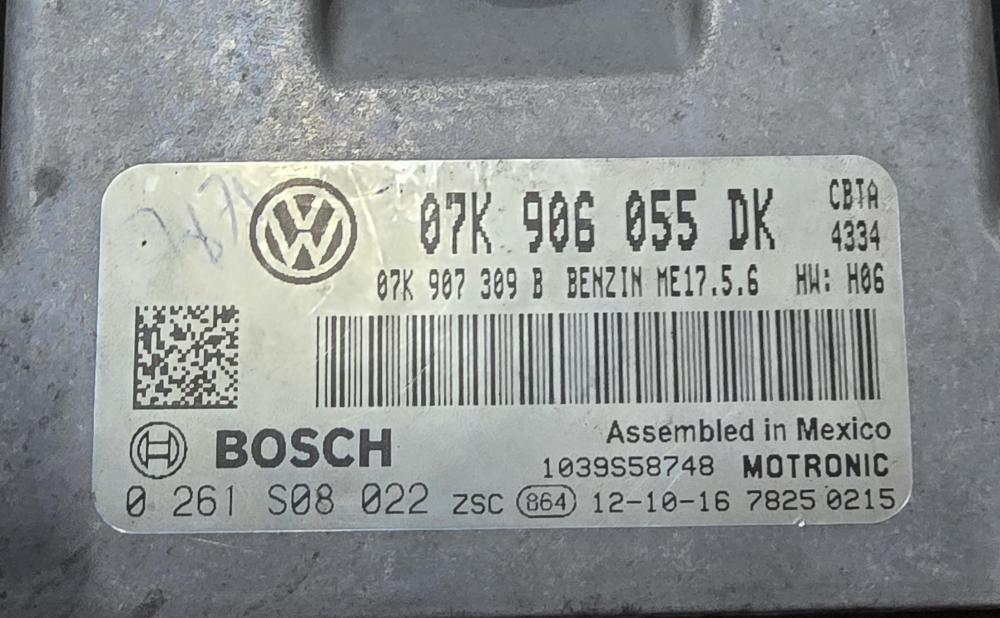 07K 906 055 DK CBTA
4334
07K 907 309 B BENZIN ME17.5.6 HW: H06
Assembled in Mexico
BOSCH 1039S58748 MOTRONIC
0 261 S08 022 ZSC 864 12-10-16 7825 0215